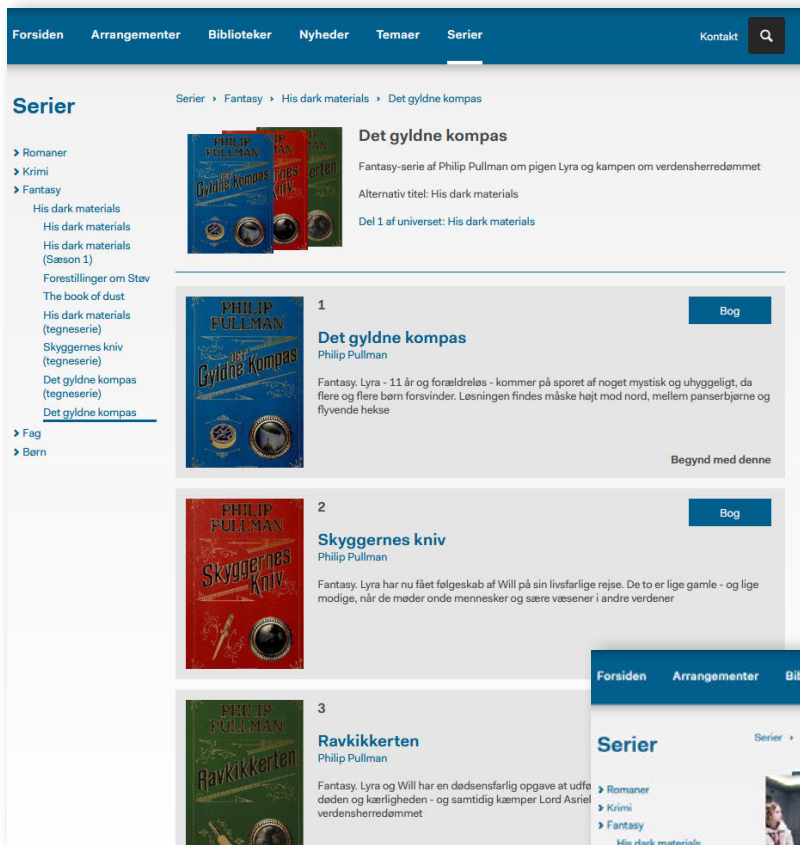 Forsiden Arrangementer Biblioteker Nyheder Temaer Serier Kontakt
Serier
Romaner
Krimi
Fantasy
His dark materials
His dark materials
His dark materials
(Sæson 1)
Forestillinger om Støv
The book of dust
His dark materials
(tegneserie)
Skyggernes kniv
(tegneserie)
Det gyldne kompas
(tegneserie)
Det gyldne kompas
Fag
Børn
Serier › Fantasy › His dark materials › Det gyldne kompas
PHILIP
PULLMAN
DET
Gyldne Kompas
Det gyldne kompas
Fantasy-serie af Philip Pullman om pigen Lyra og kampen om verdensherredømmet
Alternativ titel: His dark materials
Del 1 af universet: His dark materials
PHILIP
PULLMAN
DET
Gyldne Kompas
1
Bog
Det gyldne kompas
Philip Pullman
Fantasy. Lyra - 11 år og forældreløs - kommer på sporet af noget mystisk og uhyggeligt, da
flere og flere børn forsvinder. Løsningen findes måske højt mod nord, mellem panserbjørne og
flyvende hekse
Begynd med denne
PHILIP
PULLMAN
Skyggernes
Kniv
2
Bog
Skyggernes kniv
Philip Pullman
Fantasy. Lyra har nu fået følgeskab af Will på sin livsfarlige rejse. De to er lige gamle - og lige
modige, når de møder onde mennesker og sære væsener i andre verdener
PHILIP
PULLMAN
Ravkikkerten
3
Ravkikkerten
Philip Pullman
Fantasy. Lyra og Will har en dødsensfarlig opgave at udfø
døden og kærligheden - og samtidig kæmper Lord Asriel
verdensherredømmet
Forsiden Arrangementer Bib
Serier
Serier ›
Romaner
Krimi
Fantasy
His dark materials